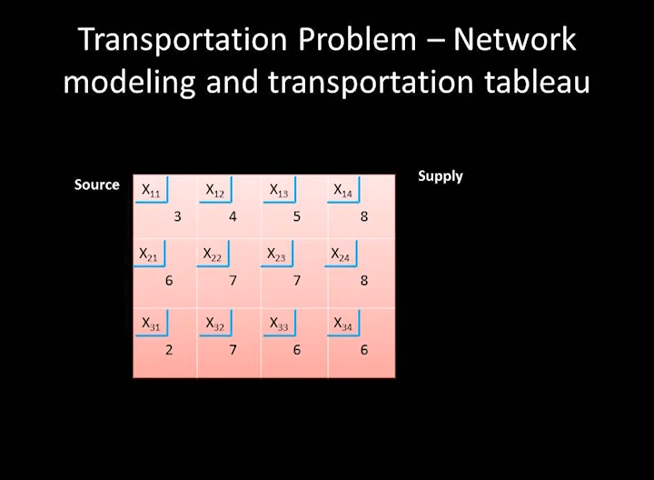 Transportation Problem – Network
modeling and transportation tableau
Source Supply
X11 X12 X13 X14
3 4 5 8
X21 X22 X23 X24
6 7 7 8
X31 X32 X33 X34
2 7 6 6